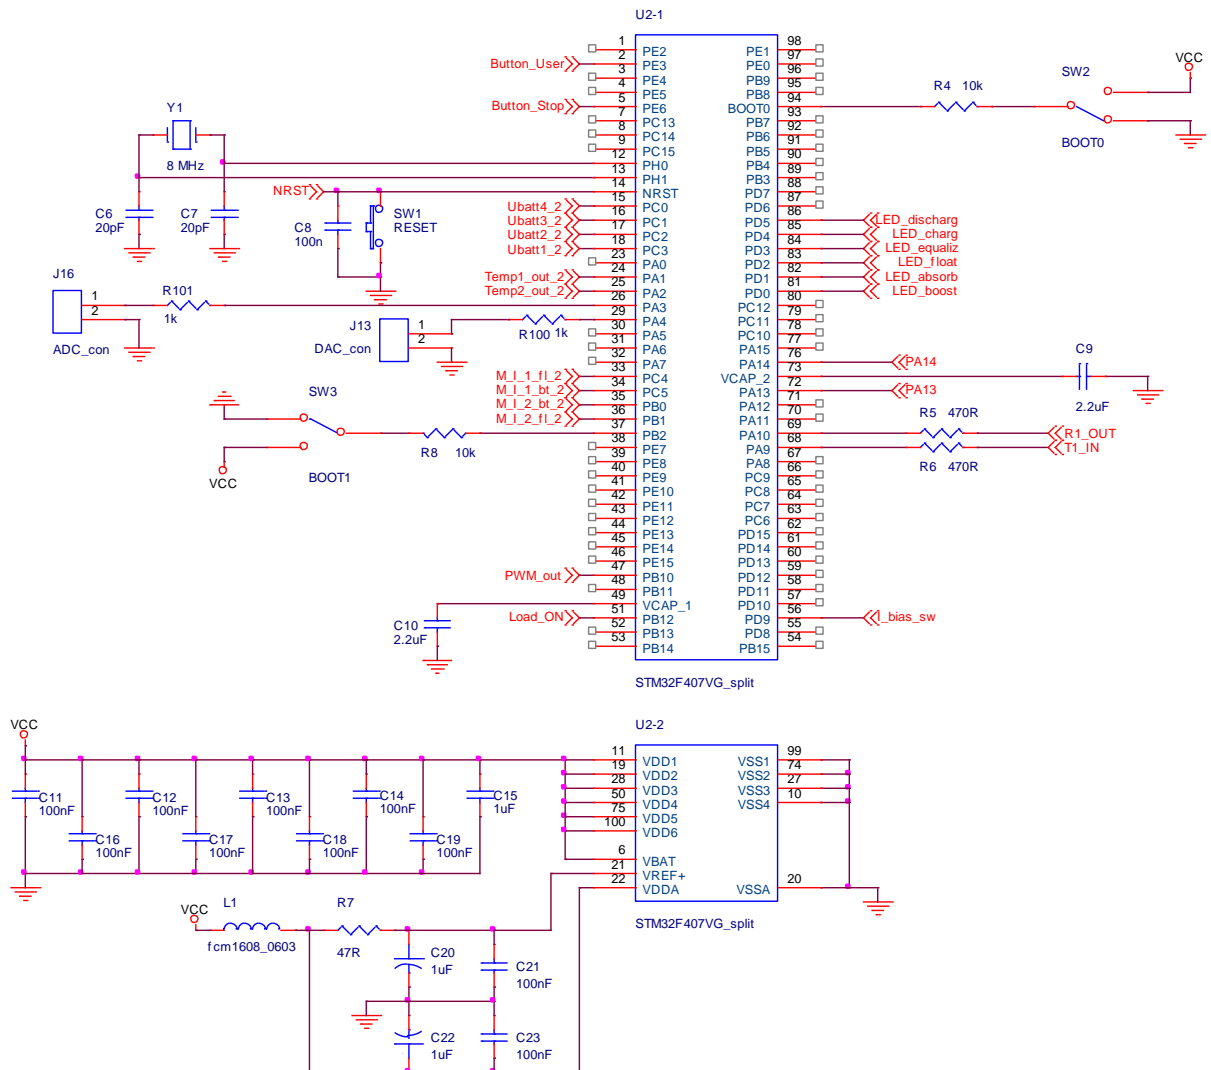 U2-1
1 PE2 PE1 98
Button_User 2 PE3 PE0 97
3 PE4 PB9 96
4 PE5 PB8 95
Button_Stop 5 PE6 BOOT0 94
7 PC13 PB7 93
8 PC14 PB6 92
9 PC15 PB5 91
12 PH0 PB4 90
13 PH1 PB3 89
NRST 14 NRST PD7 88
Ubatt4_2 15 PC0 PD6 87
Ubatt3_2 16 PC1 PD5 86 LED_discharg
Ubatt2_2 17 PC2 PD4 85 LED_charg
Ubatt1_2 18 PC3 PD3 84 LED_equaliz
23 PA0 PD2 83 LED_float
Temp1_out_2 24 PA1 PD1 82 LED_absorb
Temp2_out_2 25 PA2 PD0 81 LED_boost
26 PA3 PC12 80
29 PA4 PC11 79
30 PA5 PC10 78
31 PA6 PA15 77
32 PA7 PA14 76 PA14
M_I_1_fl_2 33 PC4 VCAP_2 73
M_I_1_bt_2 34 PC5 PA13 72 PA13
M_I_2_bt_2 35 PB0 PA12 71
M_I_2_fl_2 36 PB1 PA11 70
37 PB2 PA10 69 R1_OUT
38 PE7 PA9 68 T1_IN
39 PE8 PA8 67
40 PE9 PC9 66
41 PE10 PC8 65
42 PE11 PC7 64
43 PE12 PC6 63
44 PE13 PD15 62
45 PE14 PD14 61
46 PE15 PD13 60
PWM_out 47 PB10 PD12 59
48 PB11 PD11 58
49 VCAP_1 PD10 57
Load_ON 51 PB12 PD9 56 I_bias_sw
52 PB13 PD8 55
53 PB14 PB15 54
STM32F407VG_split
Y1
8 MHz
C6
20pF
C7
20pF
C8
100n
SW1
RESET
J16
1
2
ADC_con
R101
1k
J13
1
2
DAC_con
R100 1k
SW3
BOOT1
VCC
R8 10k
C10
2.2uF
R4 10k
SW2
VCC
BOOT0
C9
2.2uF
R5 470R
R6 470R
VCC
C11
100nF
C12
100nF
C13
100nF
C14
100nF
C15
1uF
C16
100nF
C17
100nF
C18
100nF
C19
100nF
U2-2
11 VDD1 VSS1 99
19 VDD2 VSS2 74
28 VDD3 VSS3 27
50 VDD4 VSS4 10
75 VDD5
100 VDD6
6 VBAT
21 VREF+
22 VDDA VSSA 20
STM32F407VG_split
VCC
L1
fcm1608_0603
R7
47R
C20
1uF
C21
100nF
C22
1uF
C23
100nF